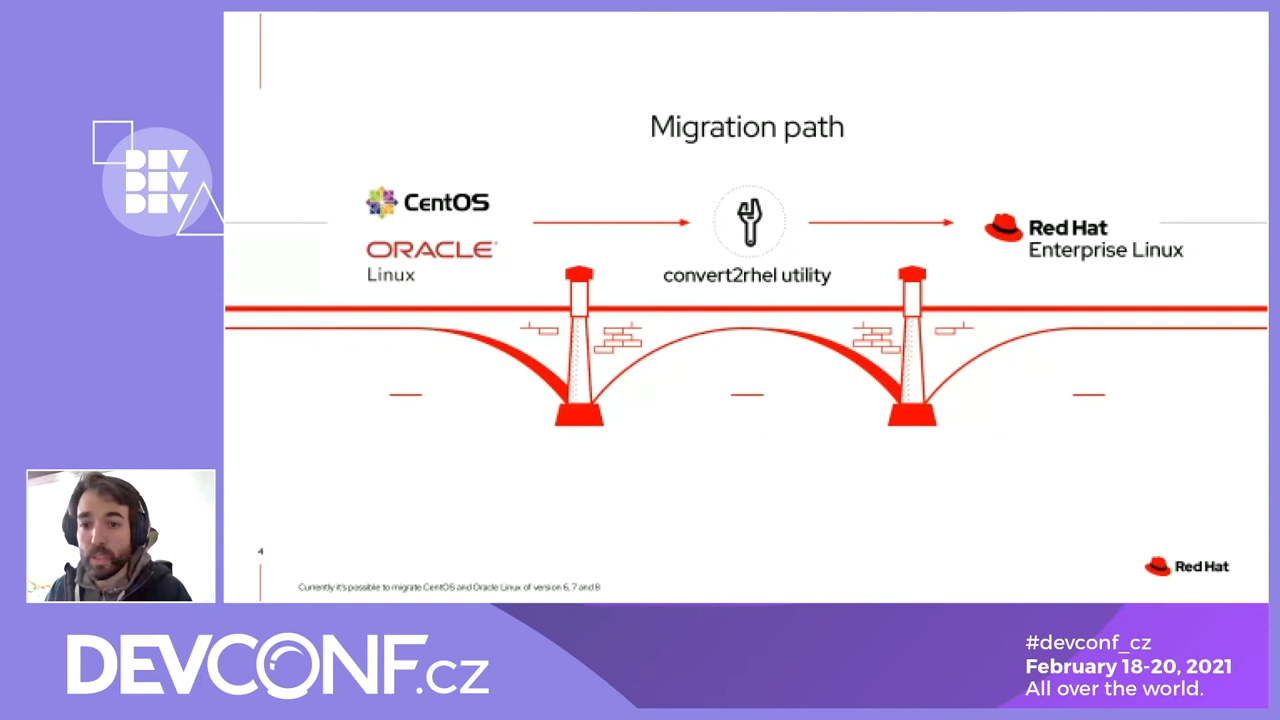 DEV
DEV
DEV
Migration path
CentOS
ORACLE
Linux
convert2rhel utility
Red Hat
Enterprise Linux
4
Currently it's possible to migrate CentOS and Oracle Linux of version 6, 7 and 8
Red Hat
DEVCONF.cz
#devconf_cz
February 18-20, 2021
All over the world.